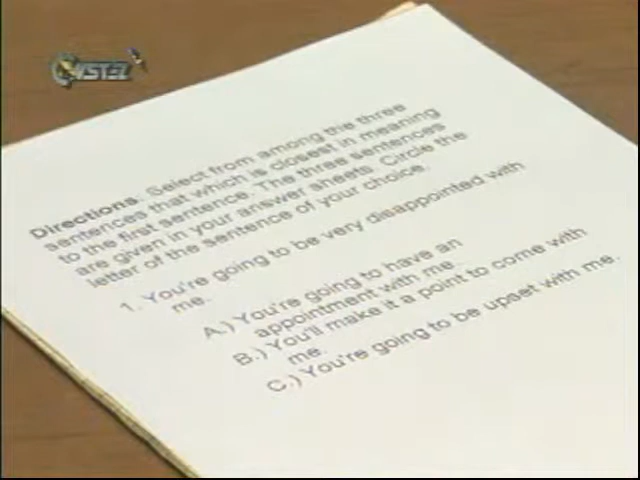 CISTEZ
Directions: Select from among the three
sentences that which is closest in meaning
to the first sentence. The three sentences
are given in your answer sheets. Circle the
letter of the sentence of your choice.
1. You're going to be very disappointed with
me.
A.) You're going to have an
appointment with me.
B.) You'll make it a point to come with
me.
C.) You're going to be upset with me.